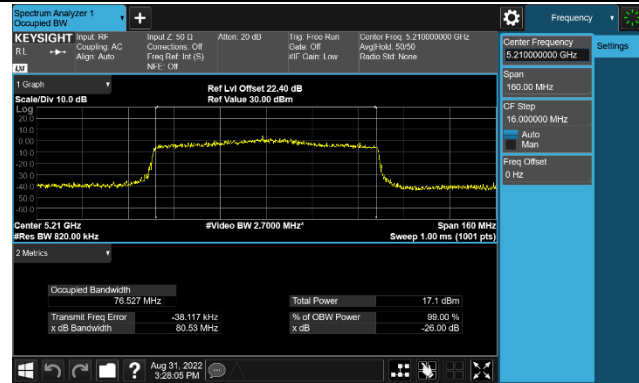 Spectrum Analyzer 1
Occupied BW
Frequency
KEYSIGHT Input: RF Input Z: 50 Ω Atten: 20 dB Trig: Free Run Center Freq: 5.210000000 GHz
RL Coupling: AC Corrections: Off Gate: Off Avg|Hold: 50/50
Align: Auto Freq Ref: Int (S) #IF Gain: Low Radio Std: None
LXI NFE: Off
Center Frequency
5.210000000 GHz
Settings
Span
160.00 MHz
CF Step
16.000000 MHz
Auto
Man
Freq Offset
0 Hz
1 Graph
Ref Lvl Offset 22.40 dB
Scale/Div 10.0 dB Ref Value 30.00 dBm
Log
20.0
10.0
0.00
-10.0
-20.0
-30.0
-40.0
-50.0
-60.0
Center 5.21 GHz #Video BW 2.7000 MHz* Span 160 MHz
#Res BW 820.00 kHz Sweep 1.00 ms (1001 pts)
2 Metrics
Occupied Bandwidth
76.527 MHz Total Power 17.1 dBm
Transmit Freq Error -38.117 kHz % of OBW Power 99.00 %
x dB Bandwidth 80.53 MHz x dB -26.00 dB
? Aug 31, 2022
3:28:05 PM